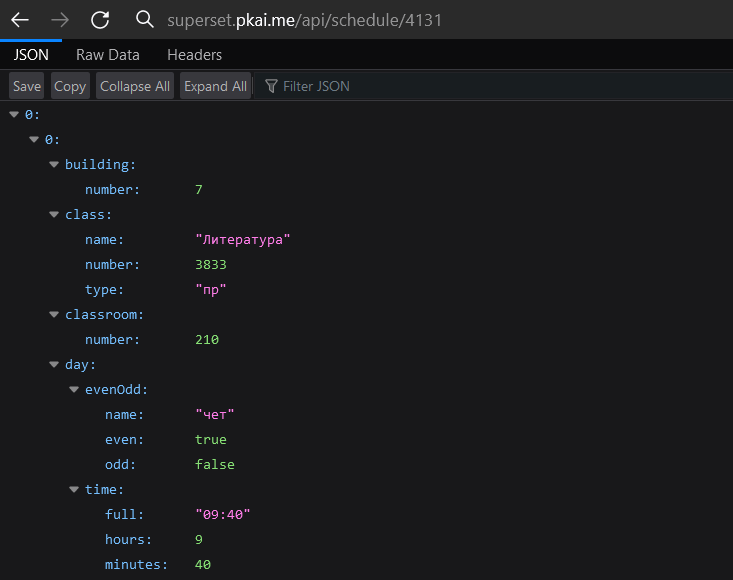 superset.pkai.me/api/schedule/4131
JSON Raw Data Headers
Save Copy Collapse All Expand All Filter JSON
0:
0:
building:
number: 7
class:
name: "Литература"
number: 3833
type: "пр"
classroom:
number: 210
day:
evenOdd:
name: "чет"
even: true
odd: false
time:
full: "09:40"
hours: 9
minutes: 40